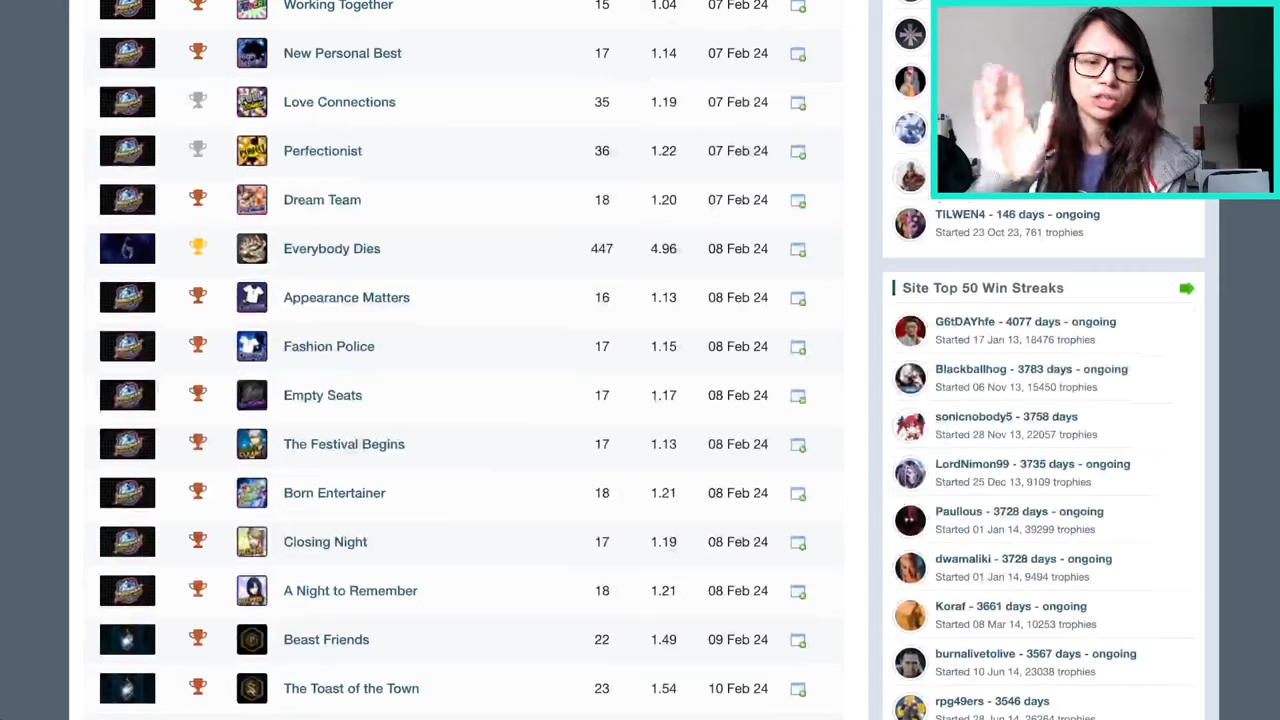 Working Together 15 1.04 07 Feb 24
New Personal Best 17 1.14 07 Feb 24
Love Connections 35 1.19 07 Feb 24
Perfectionist 36 1.22 07 Feb 24
Dream Team 18 1.20 07 Feb 24
Everybody Dies 447 4.96 08 Feb 24
Appearance Matters 16 1.13 08 Feb 24
Fashion Police 17 1.15 08 Feb 24
Empty Seats 17 1.17 08 Feb 24
The Festival Begins 17 1.13 08 Feb 24
Born Entertainer 18 1.21 08 Feb 24
Closing Night 17 1.19 08 Feb 24
A Night to Remember 18 1.21 08 Feb 24
Beast Friends 22 1.49 09 Feb 24
The Toast of the Town 23 1.54 10 Feb 24
TILWEN4 - 146 days - ongoing
Started 23 Oct 23, 761 trophies
Site Top 50 Win Streaks
G6tDAYhfe - 4077 days - ongoing
Started 17 Jan 13, 18476 trophies
Blackballhog - 3783 days - ongoing
Started 06 Nov 13, 15450 trophies
sonicnobody5 - 3758 days
Started 28 Nov 13, 22057 trophies
LordNimon99 - 3735 days - ongoing
Started 25 Dec 13, 9109 trophies
Paullous - 3728 days - ongoing
Started 01 Jan 14, 39299 trophies
dwamaliki - 3728 days - ongoing
Started 01 Jan 14, 9494 trophies
Koraf - 3661 days - ongoing
Started 08 Mar 14, 10253 trophies
burnalivetolive - 3567 days - ongoing
Started 10 Jun 14, 23038 trophies
rpg49ers - 3546 days
Started 28 Jun 14, 26264 trophies